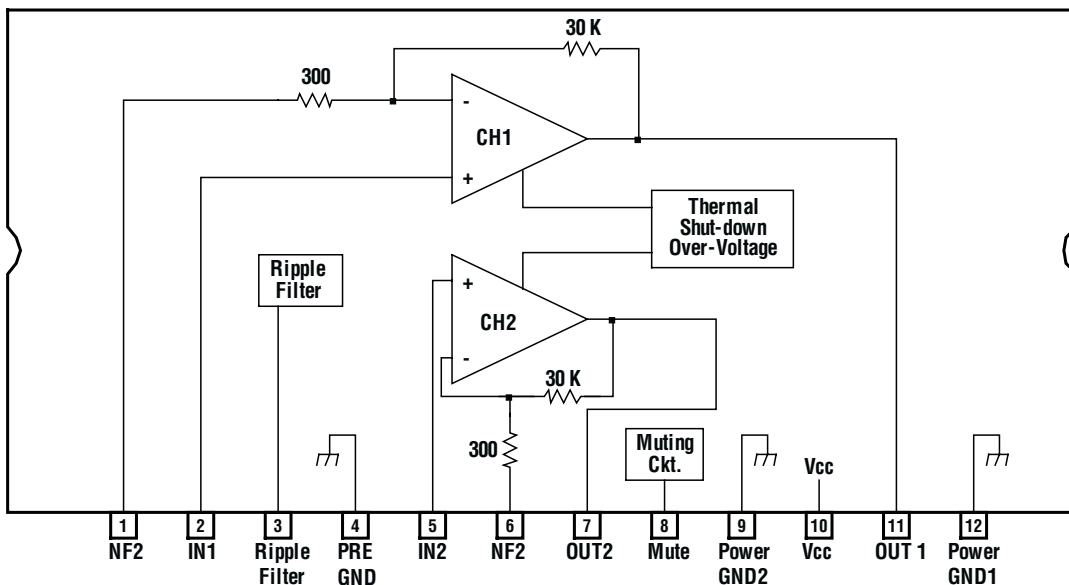 30 K
300
-
CH1
+
Thermal
Shut-down
Over-Voltage
Ripple
Filter
+
CH2
-
30 K
300
Muting
Ckt.
Vcc
1 2 3 4 5 6 7 8 9 10 11 12
NF2 IN1 Ripple PRE IN2 NF2 OUT2 Mute Power Vcc OUT 1 Power
Filter GND GND2 GND1